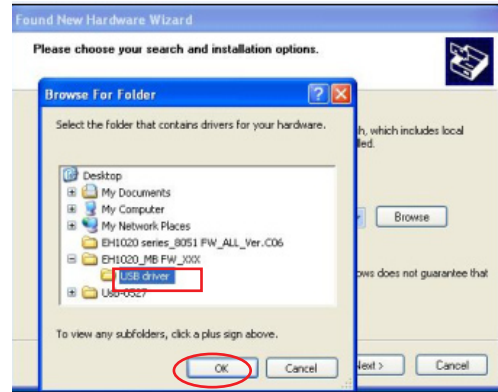 Found New Hardware Wizard
Please choose your search and installation options.
Browse For Folder
Select the folder that contains drivers for your hardware.
h, which includes local
lled.
Desktop
My Documents
My Computer
My Network Places
EH1020 series_8051 FW_ALL_Ver.C06
Browse
EH1020_MB FW_XXX
USB driver
ows does not guarantee that
Usb-0527
To view any subfolders, click a plus sign above.
OK
Cancel
Next >
Cancel